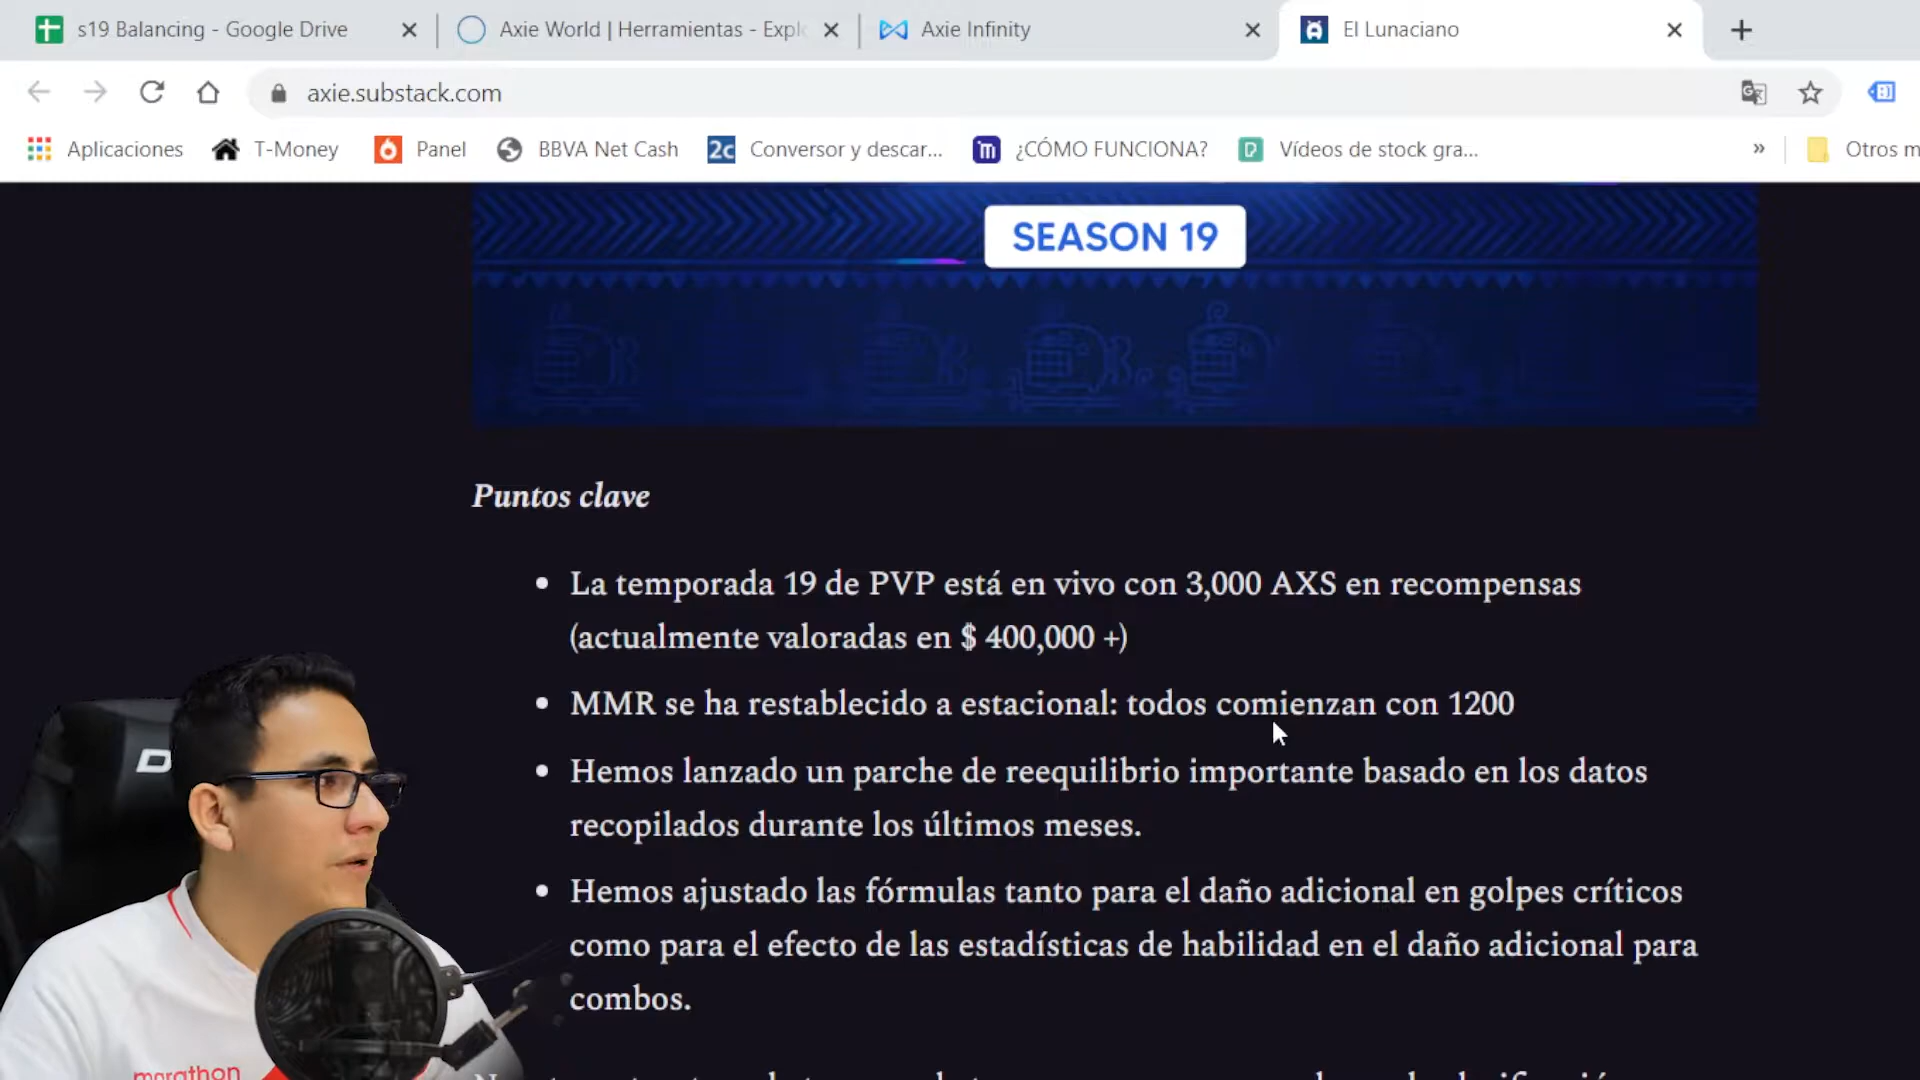 s19 Balancing - Google Drive
Axie World | Herramientas - Explo
Axie Infinity
El Lunaciano
axie.substack.com
Aplicaciones
T-Money
Panel
BBVA Net Cash
2c Conversor y descar...
m ¿CÓMO FUNCIONA?
Vídeos de stock gra...
»
Otros m
SEASON 19
Puntos clave
• La temporada 19 de PVP está en vivo con 3,000 AXS en recompensas
(actualmente valoradas en $ 400,000 +)
• MMR se ha restablecido a estacional: todos comienzan con 1200
• Hemos lanzado un parche de reequilibrio importante basado en los datos
recopilados durante los últimos meses.
• Hemos ajustado las fórmulas tanto para el daño adicional en golpes críticos
como para el efecto de las estadísticas de habilidad en el daño adicional para
combos.
marathon